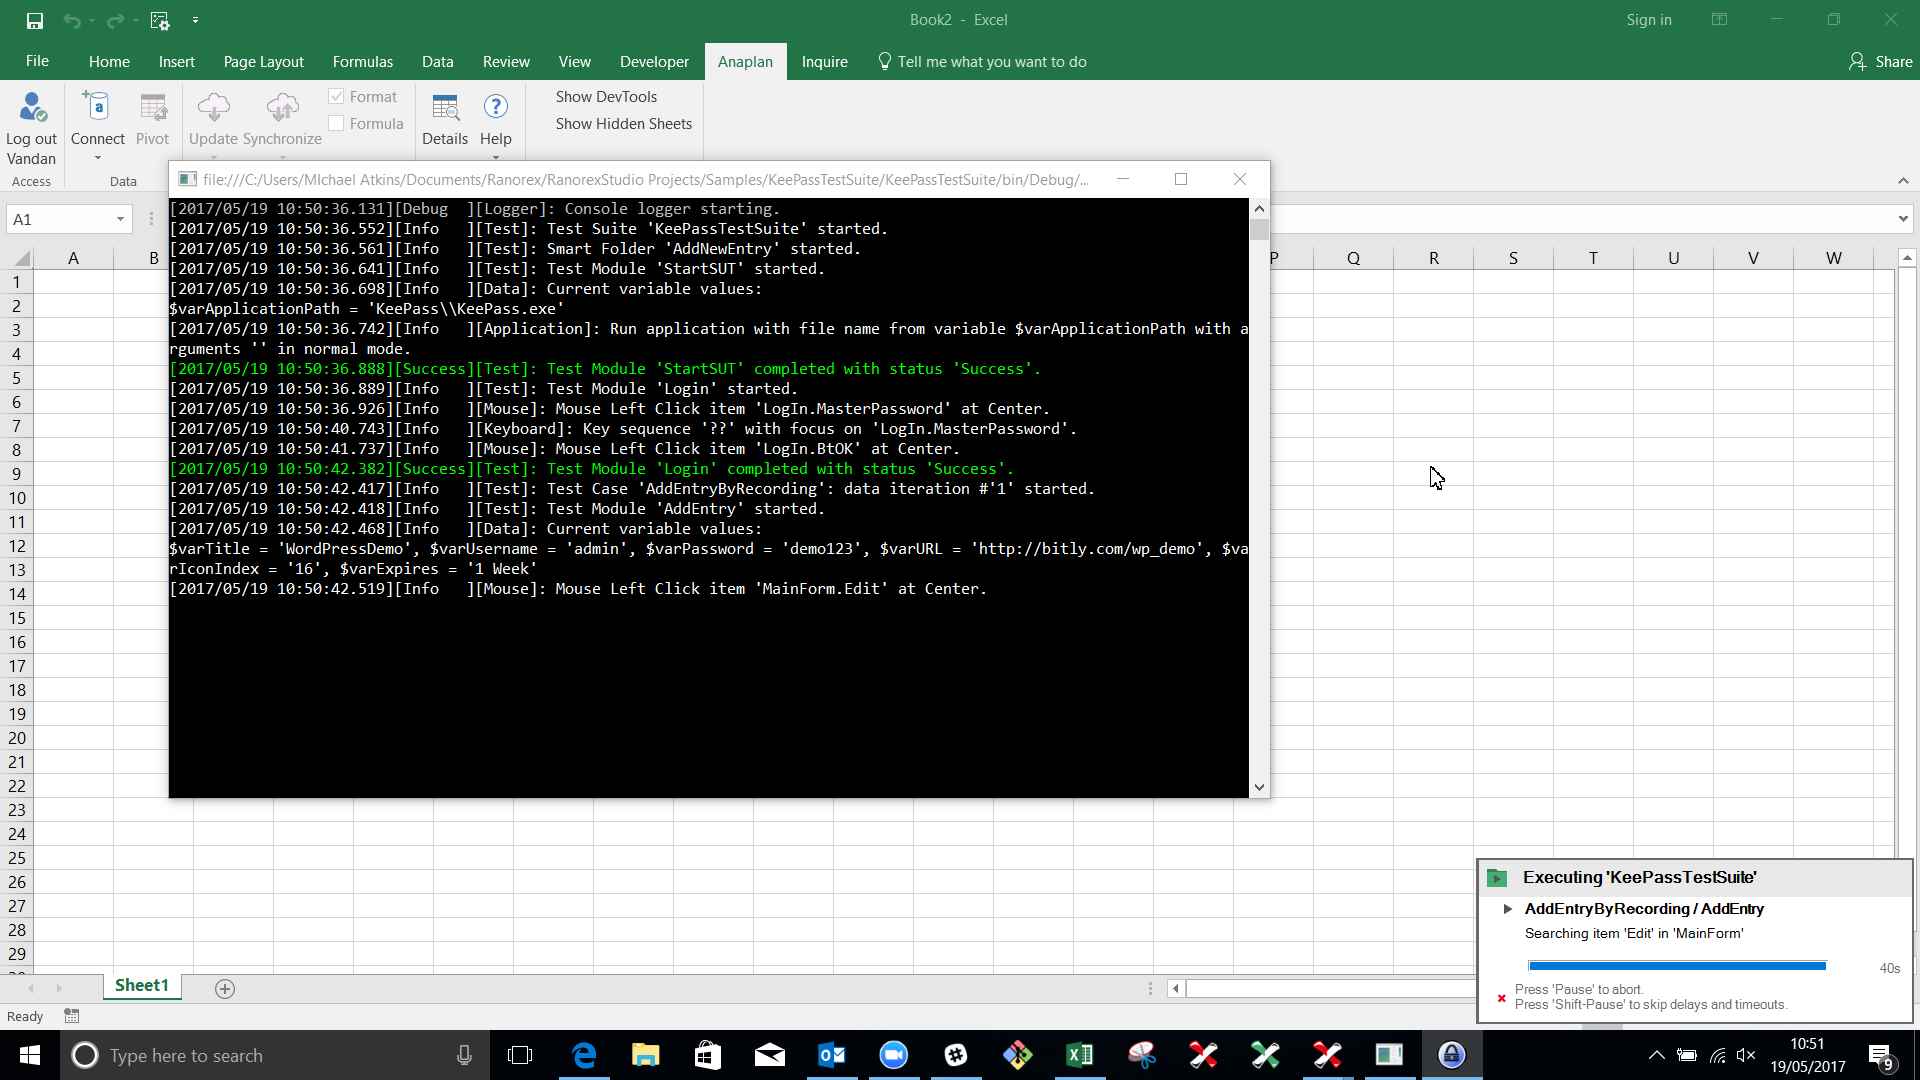 Book2 - Excel
Sign in
File Home Insert Page Layout Formulas Data Review View Developer Anaplan Inquire Tell me what you want to do Share
Log out
Vandan
Connect
Pivot
Update
Synchronize
Format
Formula
Details
Help
Show DevTools
Show Hidden Sheets
Access
Data
A1
file:///C:/Users/MIchael Atkins/Documents/Ranorex/RanorexStudio Projects/Samples/KeePassTestSuite/KeePassTestSuite/bin/Debug/...
[2017/05/19 10:50:36.131][Debug  ][Logger]: Console logger starting.
[2017/05/19 10:50:36.552][Info   ][Test]: Test Suite 'KeePassTestSuite' started.
[2017/05/19 10:50:36.561][Info   ][Test]: Smart Folder 'AddNewEntry' started.
[2017/05/19 10:50:36.641][Info   ][Test]: Test Module 'StartSUT' started.
[2017/05/19 10:50:36.698][Info   ][Data]: Current variable values:
$varApplicationPath = 'KeePass\\KeePass.exe'
[2017/05/19 10:50:36.742][Info   ][Application]: Run application with file name from variable $varApplicationPath with a
rguments '' in normal mode.
[2017/05/19 10:50:36.888][Success][Test]: Test Module 'StartSUT' completed with status 'Success'.
[2017/05/19 10:50:36.889][Info   ][Test]: Test Module 'Login' started.
[2017/05/19 10:50:36.926][Info   ][Mouse]: Mouse Left Click item 'LogIn.MasterPassword' at Center.
[2017/05/19 10:50:40.743][Info   ][Keyboard]: Key sequence '??' with focus on 'LogIn.MasterPassword'.
[2017/05/19 10:50:41.737][Info   ][Mouse]: Mouse Left Click item 'LogIn.BtOK' at Center.
[2017/05/19 10:50:42.382][Success][Test]: Test Module 'Login' completed with status 'Success'.
[2017/05/19 10:50:42.417][Info   ][Test]: Test Case 'AddEntryByRecording': data iteration #'1' started.
[2017/05/19 10:50:42.418][Info   ][Test]: Test Module 'AddEntry' started.
[2017/05/19 10:50:42.468][Info   ][Data]: Current variable values:
$varTitle = 'WordPressDemo', $varUsername = 'admin', $varPassword = 'demo123', $varURL = 'http://bitly.com/wp_demo', $va
rIconIndex = '16', $varExpires = '1 Week'
[2017/05/19 10:50:42.519][Info   ][Mouse]: Mouse Left Click item 'MainForm.Edit' at Center.
A B P Q R S T U V W
1
2
3
4
5
6
7
8
9
10
11
12
13
14
15
16
17
18
19
20
21
22
23
24
25
26
27
28
29
Executing 'KeePassTestSuite'
AddEntryByRecording / AddEntry
Searching item 'Edit' in 'MainForm'
40s
Press 'Pause' to abort.
Press 'Shift-Pause' to skip delays and timeouts.
Sheet1
Ready
Type here to search
10:51
19/05/2017
9